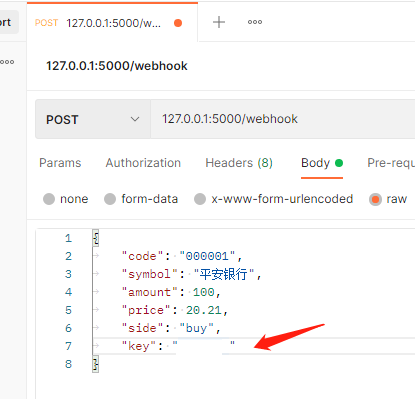 ort
POST 127.0.0.1:5000/w...
127.0.0.1:5000/webhook
POST 127.0.0.1:5000/webhook
Params Authorization Headers (8) Body Pre-requ
none form-data x-www-form-urlencoded raw
1 {
2 "code": "000001",
3 "symbol": "平安银行",
4 "amount": 100,
5 "price": 20.21,
6 "side": "buy",
7 "key": " "
8 }